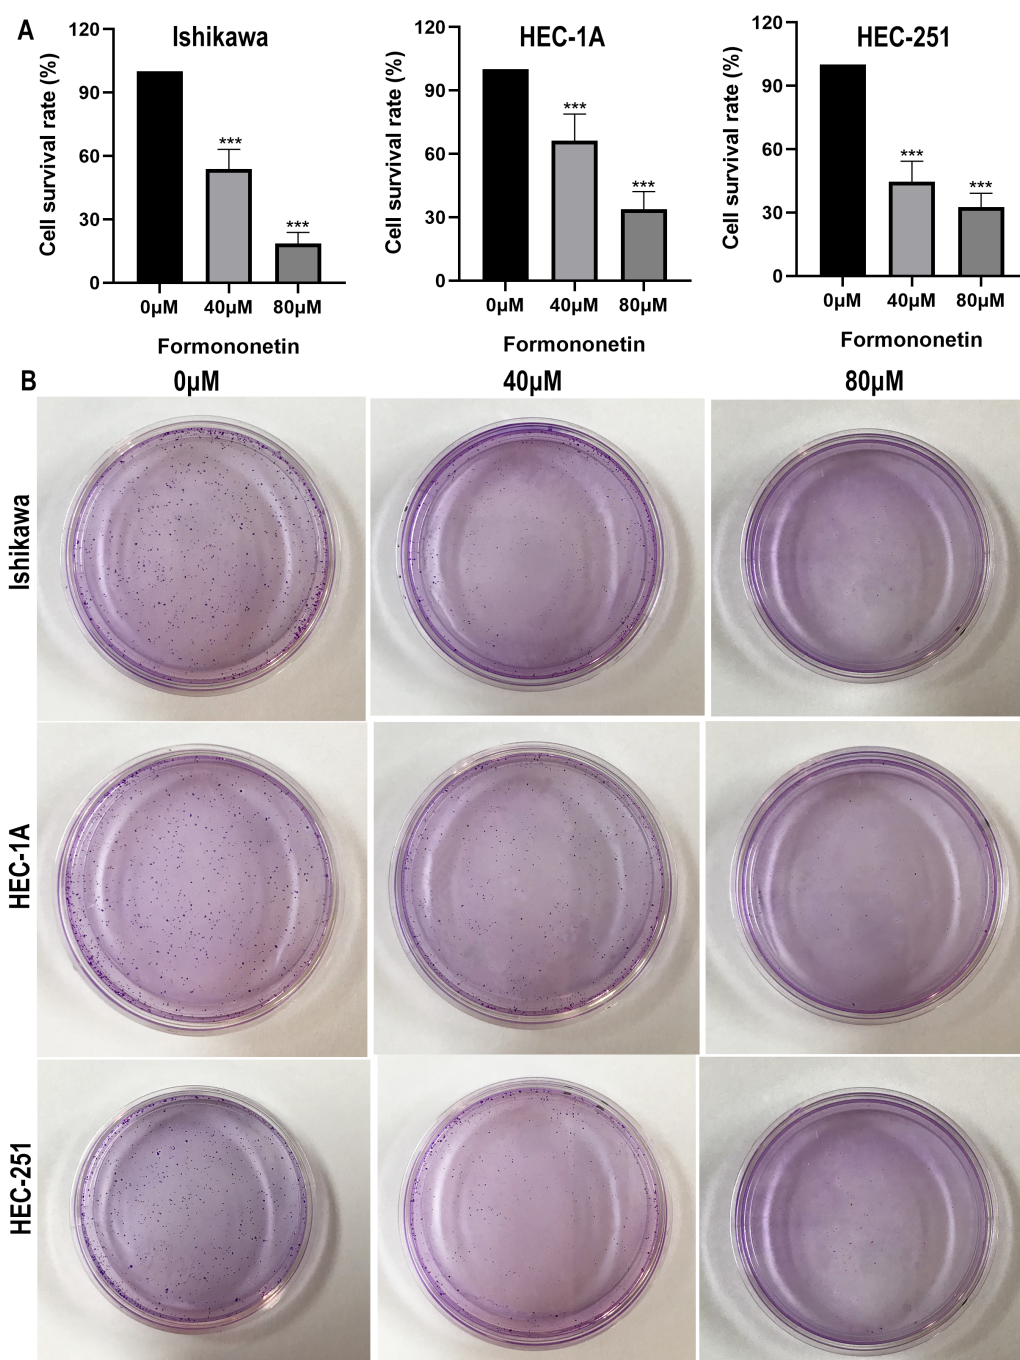 A
Ishikawa
Cell survival rate (%)
120
90
60
30
0
***
***
0µM
40µM
80µM
Formononetin
HEC-1A
Cell survival rate (%)
120
90
60
30
0
***
***
0µM
40µM
80µM
Formononetin
HEC-251
Cell survival rate (%)
120
90
60
30
0
***
***
0µM
40µM
80µM
Formononetin
B
0µM
40µM
80µM
Ishikawa
HEC-1A
HEC-251